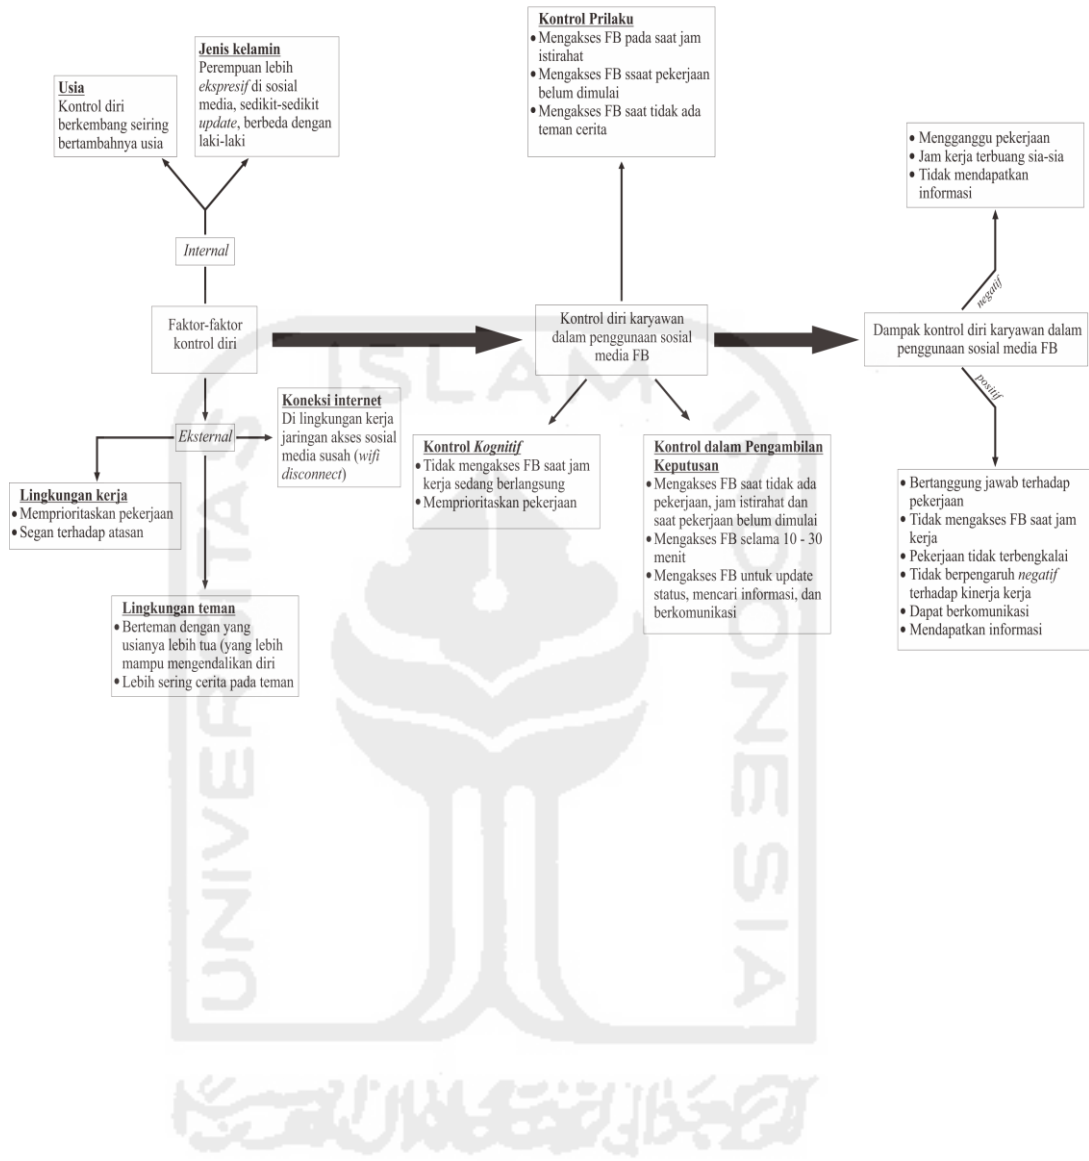 Usia
Kontrol diri
berkembang seiring
bertambahnya usia
Jenis kelamin
Perempuan lebih
ekspresif di sosial
media, sedikit-sedikit
update, berbeda dengan
laki-laki
Internal
Faktor-faktor
kontrol diri
Eksternal
Koneksi internet
Di lingkungan kerja
jaringan akses sosial
media susah (wifi
disconnect)
Lingkungan kerja
• Memprioritaskan pekerjaan
• Segan terhadap atasan
Lingkungan teman
• Berteman dengan yang
usianya lebih tua (yang lebih
mampu mengendalikan diri
• Lebih sering cerita pada teman
Kontrol Prilaku
• Mengakses FB pada saat jam
istirahat
• Mengakses FB ssaat pekerjaan
belum dimulai
• Mengakses FB saat tidak ada
teman cerita
Kontrol diri karyawan
dalam penggunaan sosial
media FB
Kontrol Kognitif
• Tidak mengakses FB saat jam
kerja sedang berlangsung
• Memprioritaskan pekerjaan
Kontrol dalam Pengambilan
Keputusan
• Mengakses FB saat tidak ada
pekerjaan, jam istirahat dan
saat pekerjaan belum dimulai
• Mengakses FB selama 10 - 30
menit
• Mengakses FB untuk update
status, mencari informasi, dan
berkomunikasi
• Mengganggu pekerjaan
• Jam kerja terbuang sia-sia
• Tidak mendapatkan
informasi
negatif
Dampak kontrol diri karyawan dalam
penggunaan sosial media FB
positif
• Bertanggung jawab terhadap
pekerjaan
• Tidak mengakses FB saat jam
kerja
• Pekerjaan tidak terbengkalai
• Tidak berpengaruh negatif
terhadap kinerja kerja
• Dapat berkomunikasi
• Mendapatkan informasi
UNIVERSITAS
ISLAM
INDONESIA